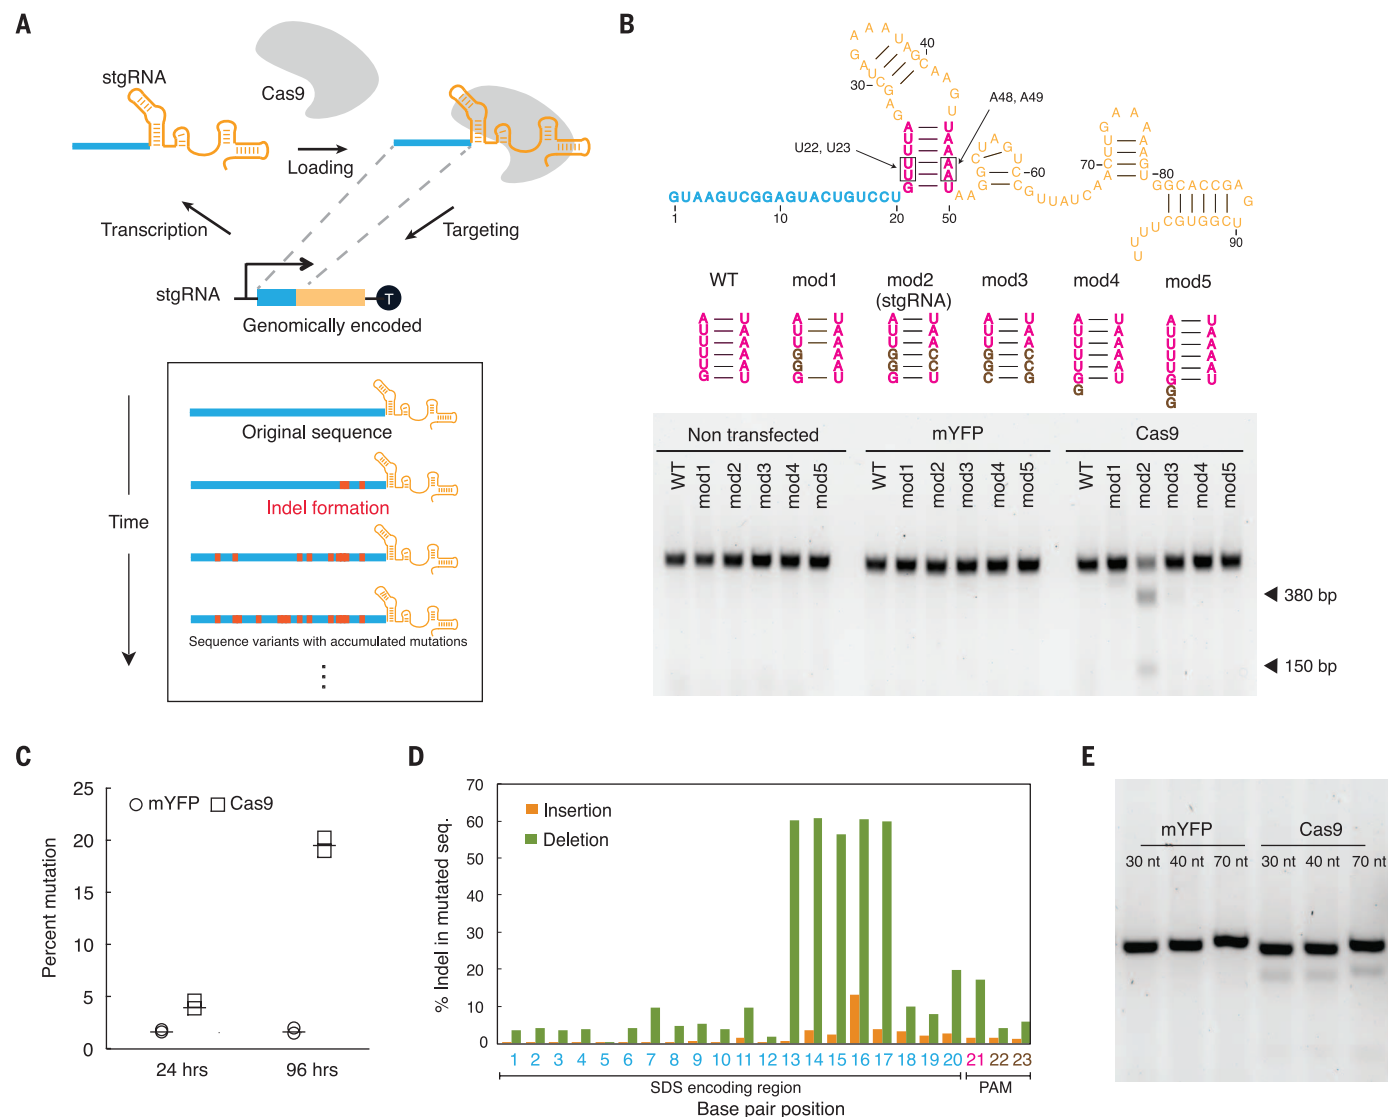 A
stgRNA
Cas9
Loading
Transcription
Targeting
stgRNA
T
Genomically encoded
Time
Original sequence
Indel formation
Sequence variants with accumulated mutations
B
30
40
A48, A49
U22, U23
GUAAGUCGGAGUACUGUCCU
1
10
20
50
60
70
80
90
WT
mod1
mod2
(stgRNA)
mod3
mod4
mod5
A U
U A
U A
U A
U A
G U
A U
U A
U A
G A
G A
G U
A U
U A
U A
G C
G C
G U
A U
U A
U A
G C
G C
C G
A U
U A
U A
U A
U A
G U
G
A U
U A
U A
U A
U A
G U
G
G
Non transfected
mYFP
Cas9
WT mod1 mod2 mod3 mod4 mod5
WT mod1 mod2 mod3 mod4 mod5
WT mod1 mod2 mod3 mod4 mod5
380 bp
150 bp
C
mYFP Cas9
Percent mutation
25
20
15
10
5
0
24 hrs 96 hrs
D
Insertion
Deletion
% Indel in mutated seq.
70
60
50
40
30
20
10
0
1 2 3 4 5 6 7 8 9 10 11 12 13 14 15 16 17 18 19 20 21 22 23
SDS encoding region PAM
Base pair position
E
mYFP Cas9
30 nt 40 nt 70 nt 30 nt 40 nt 70 nt